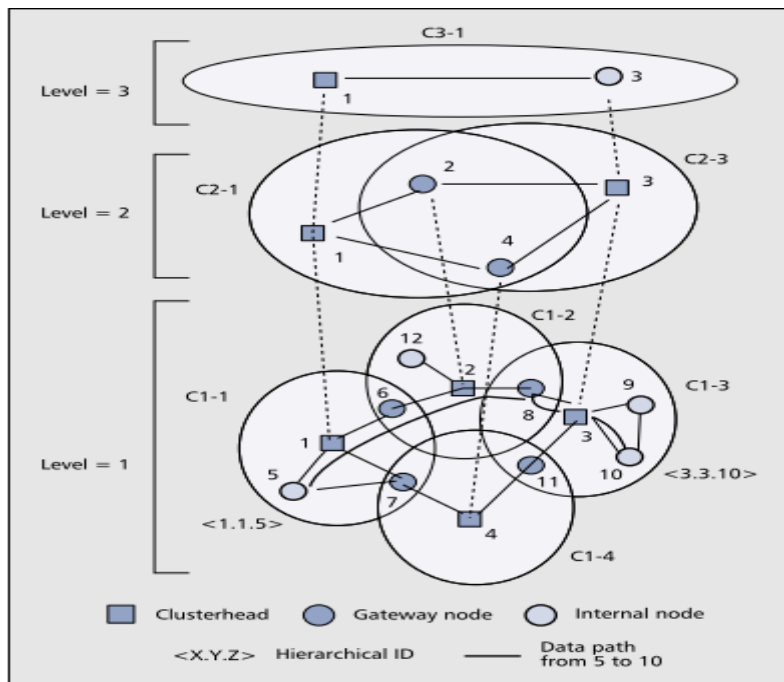 C3-1
Level = 3
1
3
C2-1
C2-3
2
3
Level = 2
4
1
C1-2
12
2
C1-1
C1-3
9
6
8
3
1
Level = 1
5
10
<3.3.10>
7
11
<1.1.5>
4
C1-4
Clusterhead
Gateway node
Internal node
<X.Y.Z> Hierarchical ID
Data path
from 5 to 10